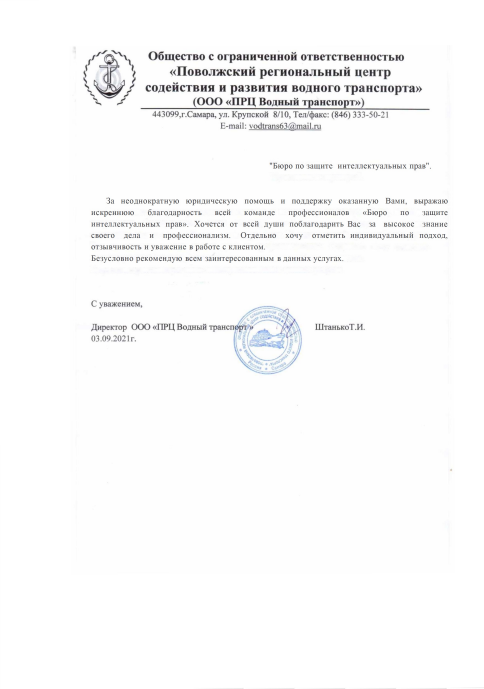 Общество с ограниченной ответственностью
«Поволжский региональный центр
содействия и развития водного транспорта»
(ООО «ПРЦ Водный транспорт»)
443099,г.Самара, ул. Крупской 8/10, Тел/факс: (846) 333-50-21
E-mail: vodtrans63@mail.ru
"Бюро по защите интеллектуальных прав".
За неоднократную юридическую помощь и поддержку оказанную Вами, выражаю
искреннюю благодарность всей команде профессионалов «Бюро по защите
интеллектуальных прав». Хочется от всей души поблагодарить Вас за высокое знание
своего дела и профессионализм. Отдельно хочу отметить индивидуальный подход,
отзывчивость и уважение в работе с клиентом.
Безусловно рекомендую всем заинтересованным в данных услугах.
С уважением,
Директор ООО «ПРЦ Водный транспорт» ШтанькоТ.И.
03.09.2021г.